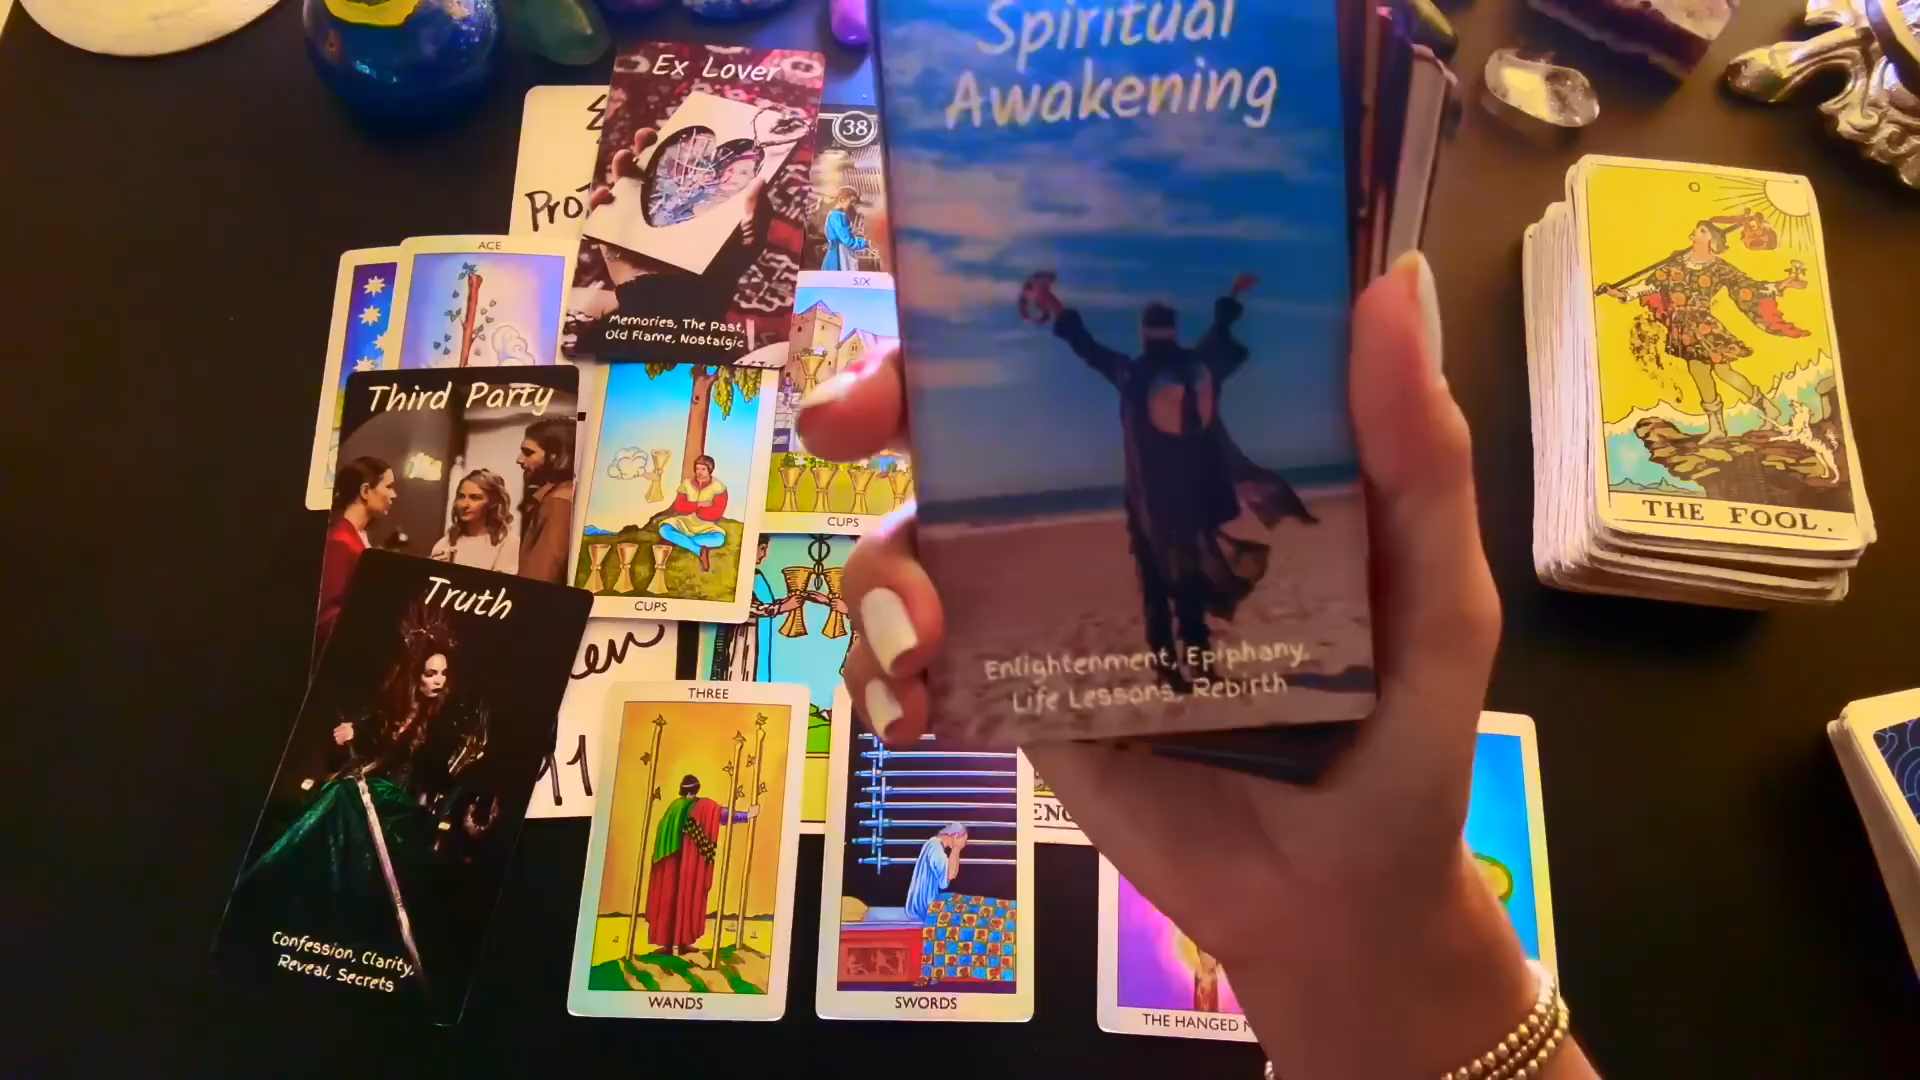 Spiritual
Awakening
Enlightenment, Epiphany,
Life Lessons, Rebirth
Ex Lover
Memories, The Past,
Old Flame, Nostalgic
38
ACE
SIX
CUPS
Third Party
CUPS
Truth
Confession, Clarity,
Reveal, Secrets
THREE
WANDS
SWORDS
THE HANGED
THE FOOL.